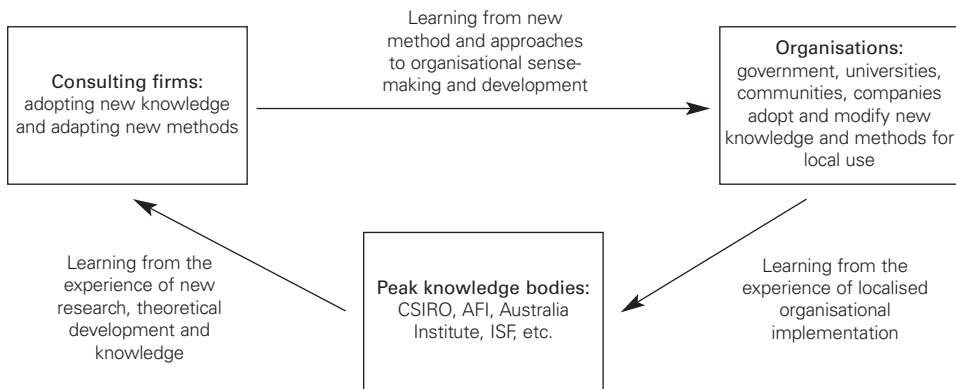 Consulting firms:
adopting new knowledge
and adapting new methods
Learning from new
method and approaches
to organisational sense-
making and development
Organisations:
government, universities,
communities, companies
adopt and modify new
knowledge and methods for
local use
Learning from the
experience of localised
organisational
implementation
Peak knowledge bodies:
CSIRO, AFI, Australia
Institute, ISF, etc.
Learning from the
experience of new
research, theoretical
development and
knowledge